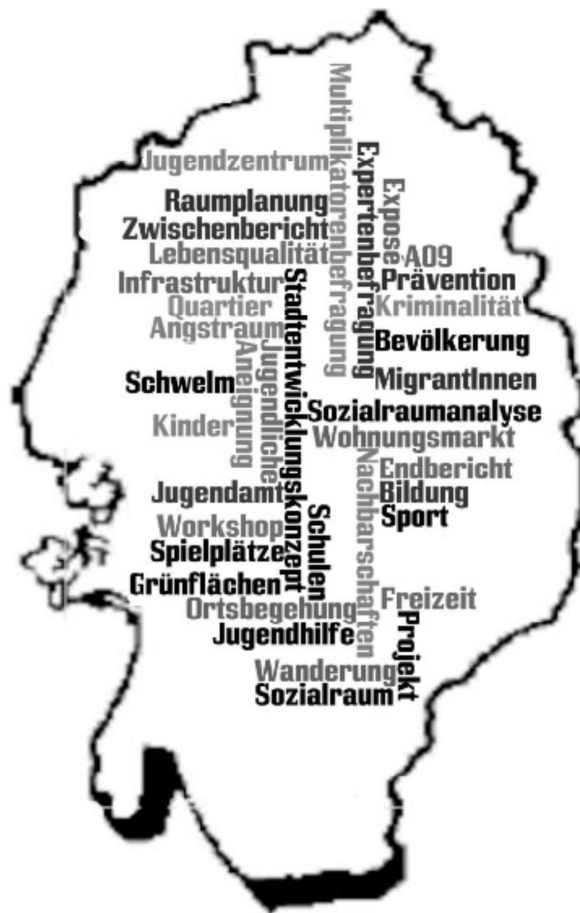 Multiplikatorenbefragung
Jugendzentrum
Expertenbefragung
Exposé
Raumplanung
Zwischenbericht
Lebensqualität
A09
Infrastruktur
Stadtentwicklungskonzept
Prävention
Quartier
Kriminalität
Angstraum
Bevölkerung
Jugendliche
Aneignung
Schwelm
MigrantInnen
Sozialraumanalyse
Kinder
Wohnungsmarkt
Nachbarschaften
Endbericht
Jugendamt
Bildung
Schulen
Sport
Workshop
Spielplätze
Grünflächen
Freizeit
Ortsbegehung
Projekt
Jugendhilfe
Wanderung
Sozialraum